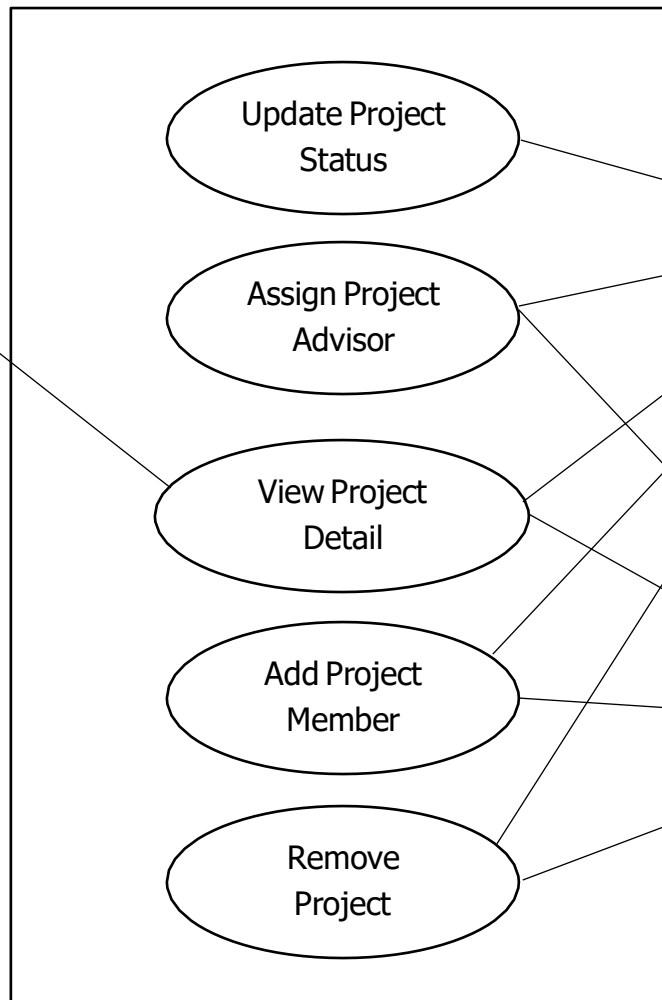 Update Project
Status
Assign Project
Advisor
View Project
Detail
Add Project
Member
Remove
Project